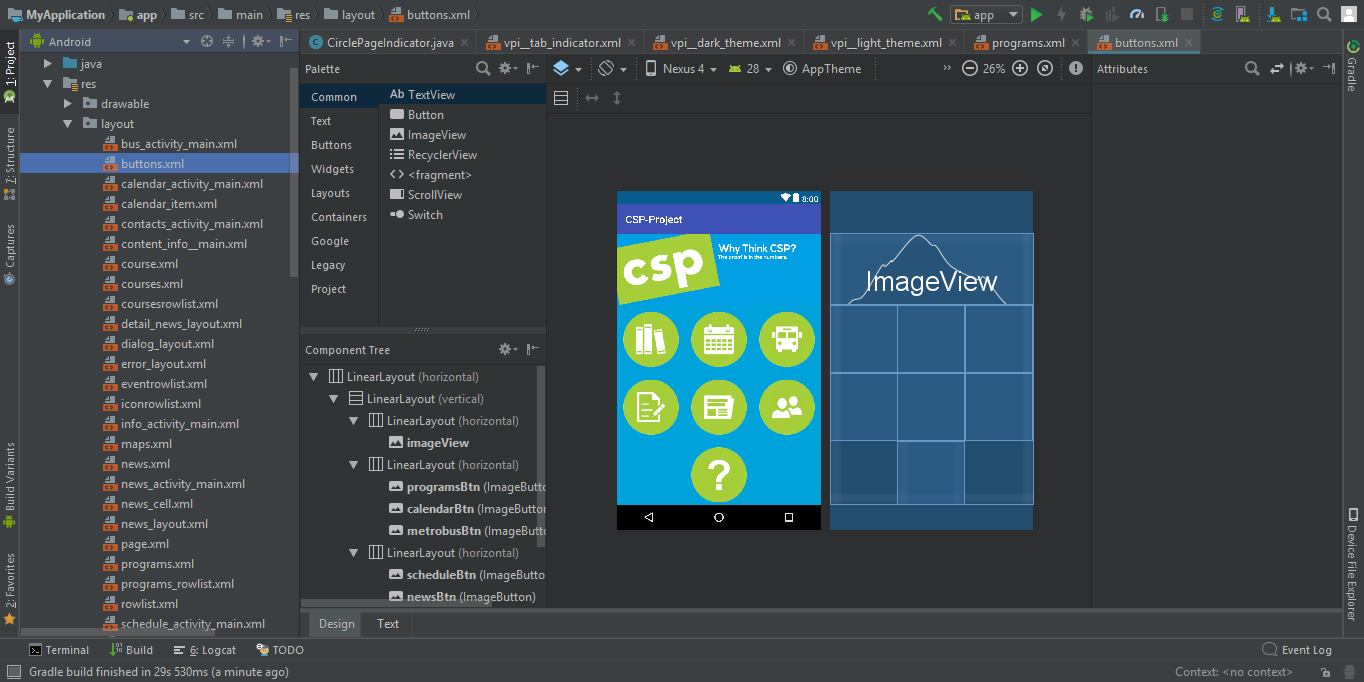 MyApplication app src main res layout buttons.xml app
1: Project
7: Structure
Captures
Build Variants
2: Favorites
Android
java
res
drawable
layout
bus_activity_main.xml
buttons.xml
calendar_activity_main.xml
calendar_item.xml
contacts_activity_main.xml
content_info__main.xml
course.xml
courses.xml
coursesrowlist.xml
detail_news_layout.xml
dialog_layout.xml
error_layout.xml
eventrowlist.xml
iconrowlist.xml
info_activity_main.xml
maps.xml
news.xml
news_activity_main.xml
news_cell.xml
news_layout.xml
page.xml
programs.xml
programs_rowlist.xml
rowlist.xml
schedule_activity_main.xml
CirclePageIndicator.java vpi__tab_indicator.xml vpi__dark_theme.xml vpi__light_theme.xml programs.xml buttons.xml
Palette
Common
Text
Buttons
Widgets
Layouts
Containers
Google
Legacy
Project
Ab TextView
Button
ImageView
RecyclerView
<fragment>
ScrollView
Switch
Component Tree
LinearLayout (horizontal)
LinearLayout (vertical)
LinearLayout (horizontal)
imageView
LinearLayout (horizontal)
programsBtn (ImageButto
calendarBtn (ImageButton
metrobusBtn (ImageButto
LinearLayout (horizontal)
scheduleBtn (ImageButto
newsBtn (ImageButton)
Nexus 4 28 AppTheme » 26%
8:00
CSP-Project
csp
Why Think CSP?
The proof is in the numbers.
?
ImageView
Attributes
Gradle
Device File Explorer
Design Text
Terminal Build 6: Logcat TODO Event Log
Gradle build finished in 29s 530ms (a minute ago) Context: <no context>